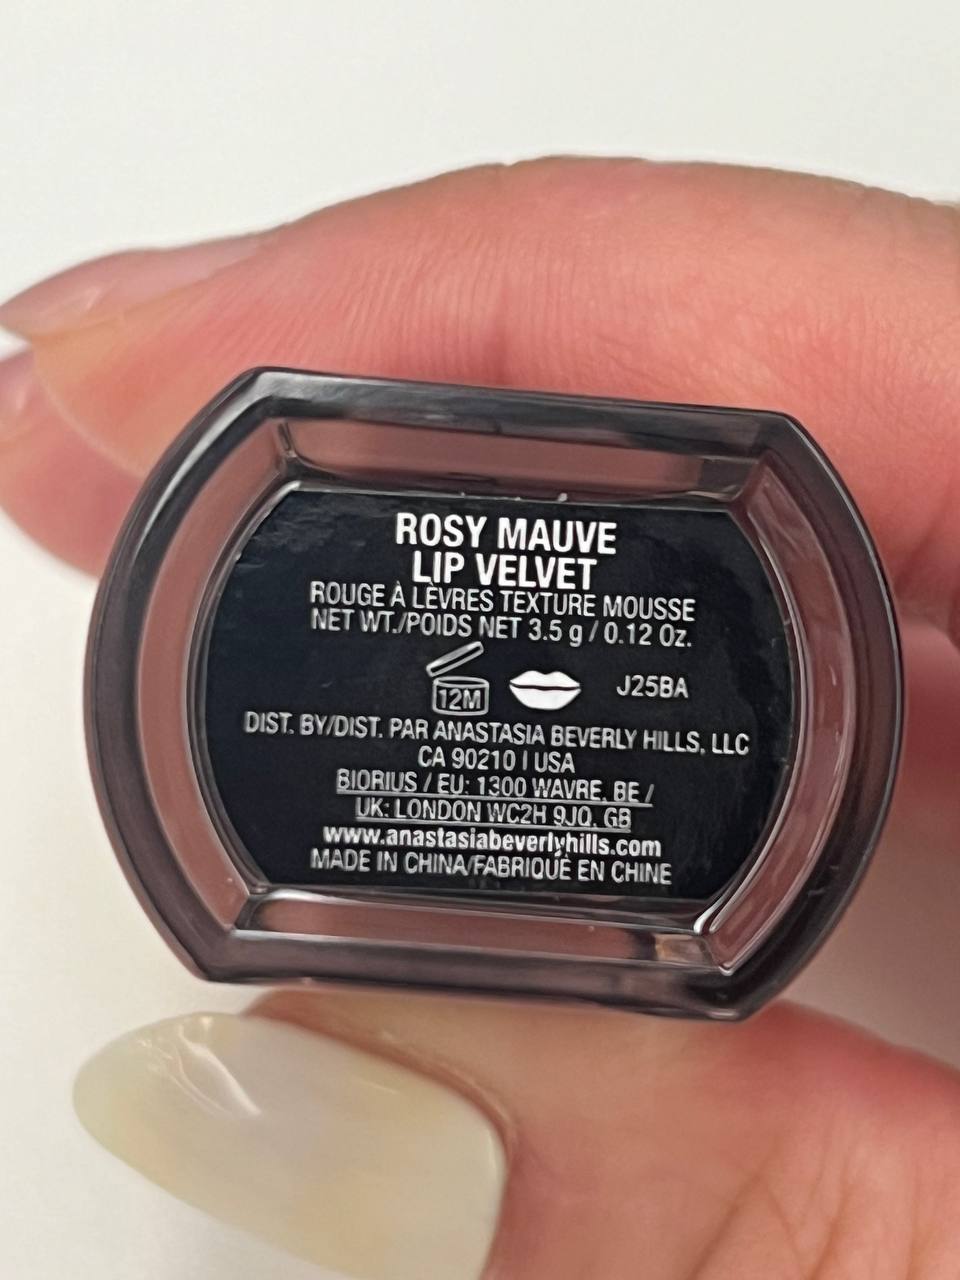 ROSY MAUVE
LIP VELVET
ROUGE À LÈVRES TEXTURE MOUSSE
NET WT./POIDS NET 3.5 g / 0.12 Oz.
12M J25BA
DIST. BY/DIST. PAR ANASTASIA BEVERLY HILLS, LLC
CA 90210 | USA
BIORIUS / EU: 1300 WAVRE, BE /
UK: LONDON WC2H 9JQ, GB
www.anastasiabeverlyhills.com
MADE IN CHINA/FABRIQUÉ EN CHINE